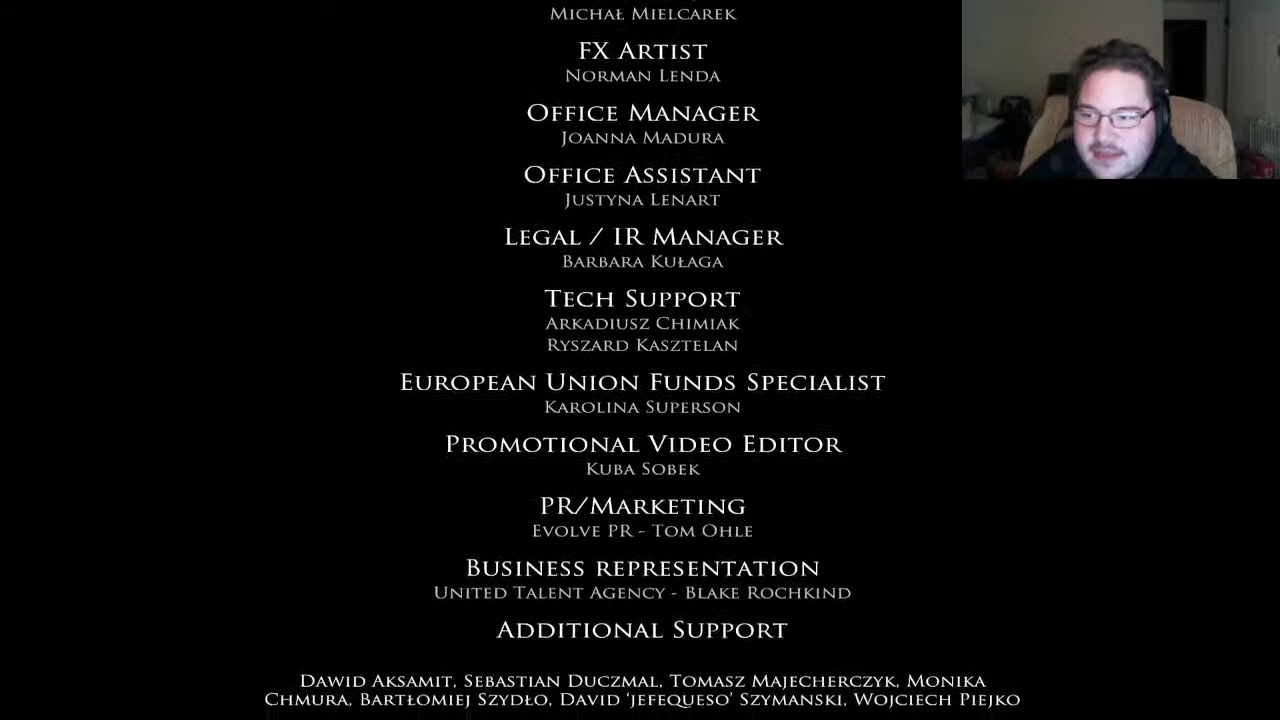 Michał Mielcarek
FX Artist
Norman Lenda
Office Manager
Joanna Madura
Office Assistant
Justyna Lenart
Legal / IR Manager
Barbara Kułaga
Tech Support
Arkadiusz Chimiak
Ryszard Kasztelan
European Union Funds Specialist
Karolina Superson
Promotional Video Editor
Kuba Sobek
PR/Marketing
Evolve PR - Tom Ohle
Business representation
United Talent Agency - Blake Rochkind
Additional Support
Dawid Aksamit, Sebastian Duczmal, Tomasz Majecherczyk, Monika
Chmura, Bartłomiej Szydło, David ‘jefequeso’ Szymanski, Wojciech Piejko